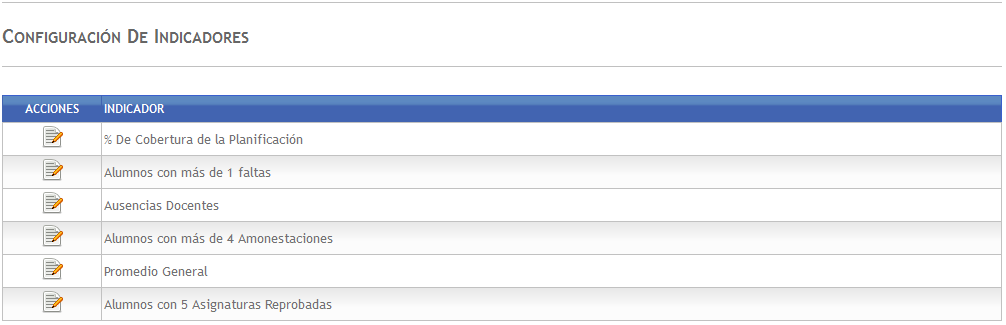 Configuración De Indicadores
ACCIONES INDICADOR
% De Cobertura de la Planificación
Alumnos con más de 1 faltas
Ausencias Docentes
Alumnos con más de 4 Amonestaciones
Promedio General
Alumnos con 5 Asignaturas Reprobadas